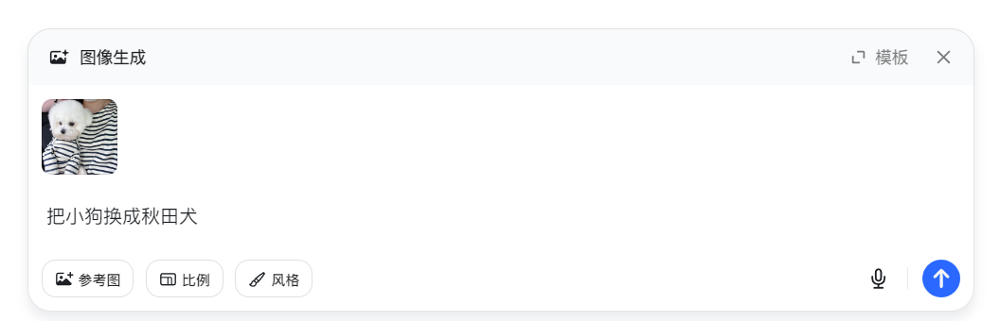 图像生成
模板
把小狗换成秋田犬
参考图
比例
风格